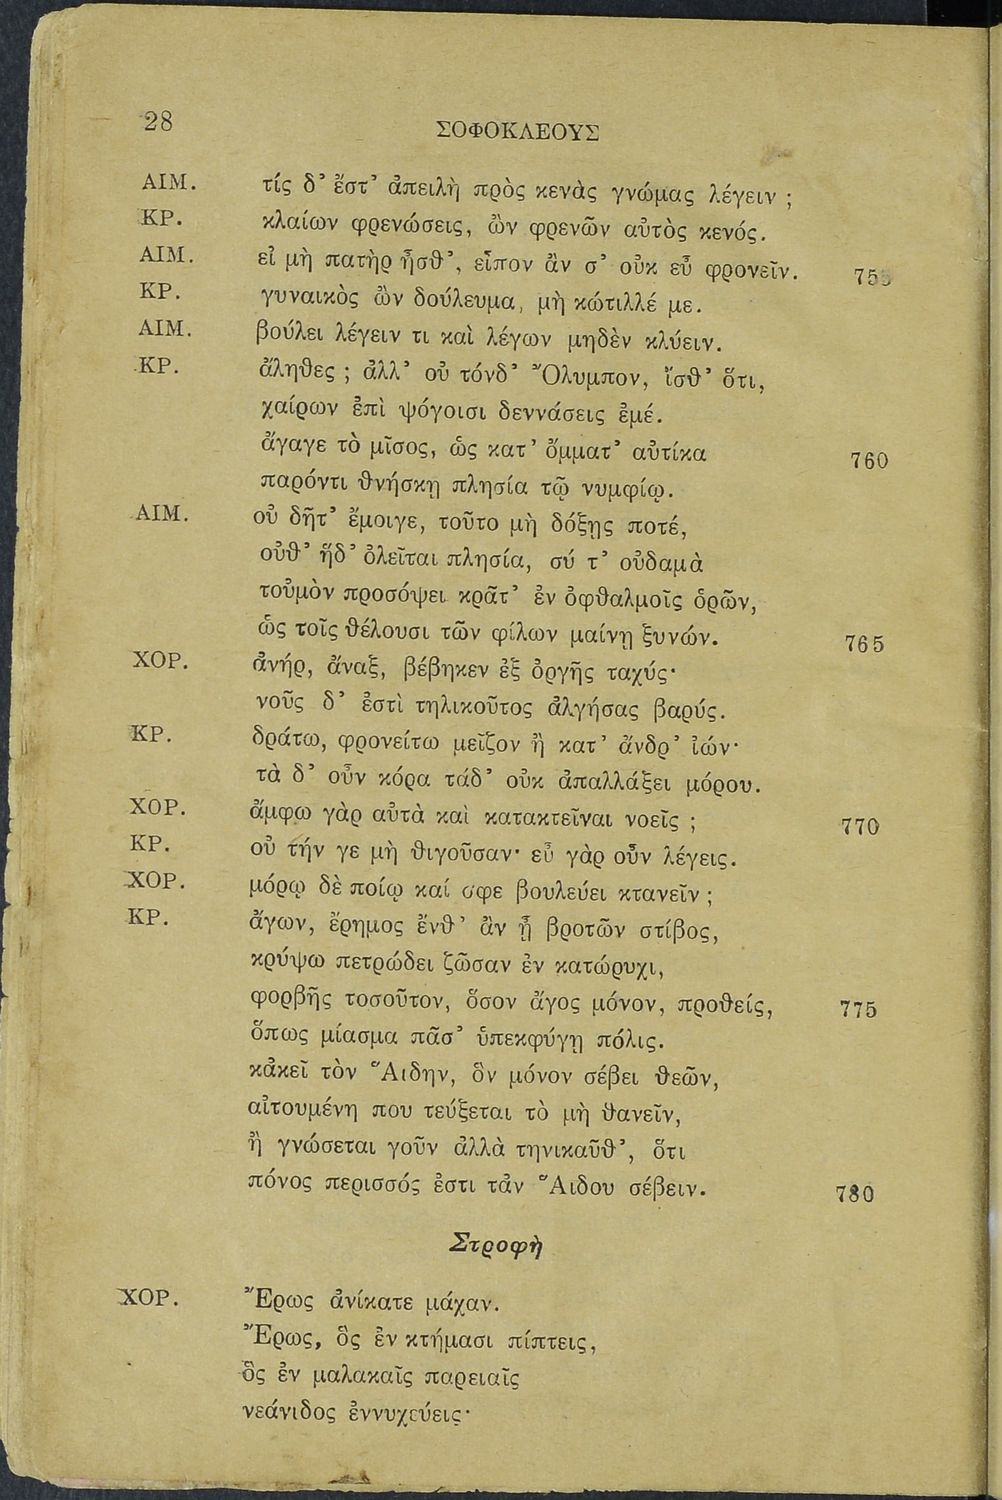 28 ΣΟΦΟΚΛΕΟΥΣ
ΑΙΜ. τίς δ’ ἔστ’ ἀπειλὴ πρὸς κενὰς γνώμας λέγειν ;
ΚΡ. κλαίων φρενώσεις, ὢν φρενῶν αὐτὸς κενός.
ΑΙΜ. εἰ μὴ πατὴρ ἦσθ’, εἶπον ἂν σ’ οὐκ εὖ φρονεῖν. 755
ΚΡ. γυναικὸς ὢν δούλευμα, μὴ κώτιλλέ με.
ΑΙΜ. βούλει λέγειν τι καὶ λέγων μηδὲν κλύειν.
ΚΡ. ἄληθες ; ἀλλ’ οὐ τόνδ’ Ὄλυμπον, ἴσθ’ ὅτι,
χαίρων ἐπὶ ψόγοισι δεννάσεις ἐμέ.
ἄγαγε τὸ μῖσος, ὡς κατ’ ὄμματ’ αὐτίκα 760
παρόντι θνήσκῃ πλησία τῷ νυμφίῳ.
ΑΙΜ. οὐ δῆτ’ ἔμοιγε, τοῦτο μὴ δόξῃς ποτέ,
οὔθ’ ἥδ’ ὀλεῖται πλησία, σύ τ’ οὐδαμὰ
τοὐμὸν προσόψει κρᾶτ’ ἐν ὀφθαλμοῖς ὁρῶν,
ὡς τοῖς θέλουσι τῶν φίλων μαίνῃ ξυνών. 765
ΧΟΡ. ἀνήρ, ἄναξ, βέβηκεν ἐξ ὀργῆς ταχύς·
νοῦς δ’ ἐστὶ τηλικοῦτος ἀλγήσας βαρύς.
ΚΡ. δράτω, φρονείτω μεῖζον ἢ κατ’ ἄνδρ’ ἰών·
τὰ δ’ οὖν κόρα τάδ’ οὐκ ἀπαλλάξει μόρου.
ΧΟΡ. ἄμφω γὰρ αὐτὰ καὶ κατακτεῖναι νοεῖς ; 770
ΚΡ. οὐ τήν γε μὴ θιγοῦσαν· εὖ γὰρ οὖν λέγεις.
ΧΟΡ. μόρῳ δὲ ποίῳ καί σφε βουλεύει κτανεῖν ;
ΚΡ. ἄγων, ἔρημος ἔνθ’ ἂν ᾖ βροτῶν στίβος,
κρύψω πετρώδει ζῶσαν ἐν κατώρυχι,
φορβῆς τοσοῦτον, ὅσον ἄγος μόνον, προθείς, 775
ὅπως μίασμα πᾶσ’ ὑπεκφύγῃ πόλις.
κἀκεῖ τὸν Ἅιδην, ὃν μόνον σέβει θεῶν,
αἰτουμένη που τεύξεται τὸ μὴ θανεῖν,
ἢ γνώσεται γοῦν ἀλλὰ τηνικαῦθ’, ὅτι
πόνος περισσός ἐστι τἀν Ἅιδου σέβειν. 780
Στροφὴ
ΧΟΡ. Ἔρως ἀνίκατε μάχαν.
Ἔρως, ὃς ἐν κτήμασι πίπτεις,
ὃς ἐν μαλακαῖς παρειαῖς
νεάνιδος ἐννυχεύεις·